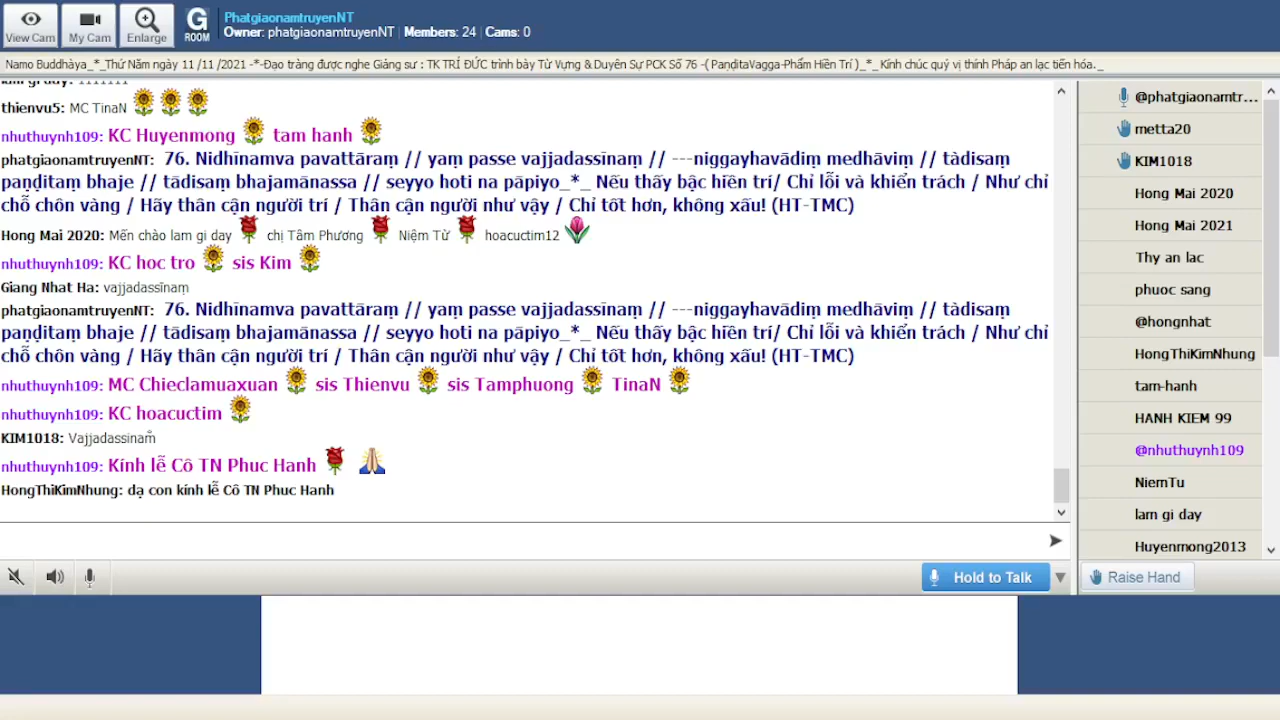 View Cam
My Cam
Enlarge
G
ROOM
PhatgiaonamtruyenNT
Owner: phatgiaonamtruyenNT | Members: 24 | Cams: 0
Namo Buddhàya_*_Thứ Năm ngày 11 /11 /2021 -*-Đạo tràng được nghe Giảng sư : TK TRÍ ĐỨC trình bày Từ Vựng & Duyên Sự PCK Số 76 -( PaṇḍitaVagga-Phẩm Hiền Trí )_*_ Kính chúc quý vị thính Pháp an lạc tiến hóa._
thienvu5: MC TinaN
nhuthuynh109: KC Huyenmong tam hanh
phatgiaonamtruyenNT: 76. Nidhīnamva pavattāraṃ // yaṃ passe vajjadassīnaṃ // ---niggayhavādiṃ medhāviṃ // tàdisaṃ
paṇḍitaṃ bhaje // tādisaṃ bhajamānassa // seyyo hoti na pāpiyo_*_ Nếu thấy bậc hiền trí/ Chỉ lỗi và khiển trách / Như chỉ
chỗ chôn vàng / Hãy thân cận người trí / Thân cận người như vậy / Chỉ tốt hơn, không xấu! (HT-TMC)
Hong Mai 2020: Mến chào lam gi day chị Tâm Phương Niệm Từ hoacuctim12
nhuthuynh109: KC hoc tro sis Kim
Giang Nhat Ha: vajjadassīnaṃ
phatgiaonamtruyenNT: 76. Nidhīnamva pavattāraṃ // yaṃ passe vajjadassīnaṃ // ---niggayhavādiṃ medhāviṃ // tàdisaṃ
paṇḍitaṃ bhaje // tādisaṃ bhajamānassa // seyyo hoti na pāpiyo_*_ Nếu thấy bậc hiền trí/ Chỉ lỗi và khiển trách / Như chỉ
chỗ chôn vàng / Hãy thân cận người trí / Thân cận người như vậy / Chỉ tốt hơn, không xấu! (HT-TMC)
nhuthuynh109: MC Chieclamuaxuan sis Thienvu sis Tamphuong TinaN
nhuthuynh109: KC hoacuctim
KIM1018:
nhuthuynh109: Kính lễ Cô TN Phuc Hanh
HongThiKimNhung: dạ con kính lễ Cô TN Phuc Hanh
Hold to Talk
@phatgiaonamtr...
metta20
KIM1018
Hong Mai 2020
Hong Mai 2021
Thy an lac
phuoc sang
@hongnhat
HongThiKimNhung
tam-hanh
HẠNH KIEM 99
@nhuthuynh109
NiemTu
lam gi day
Huyenmong2013
Raise Hand